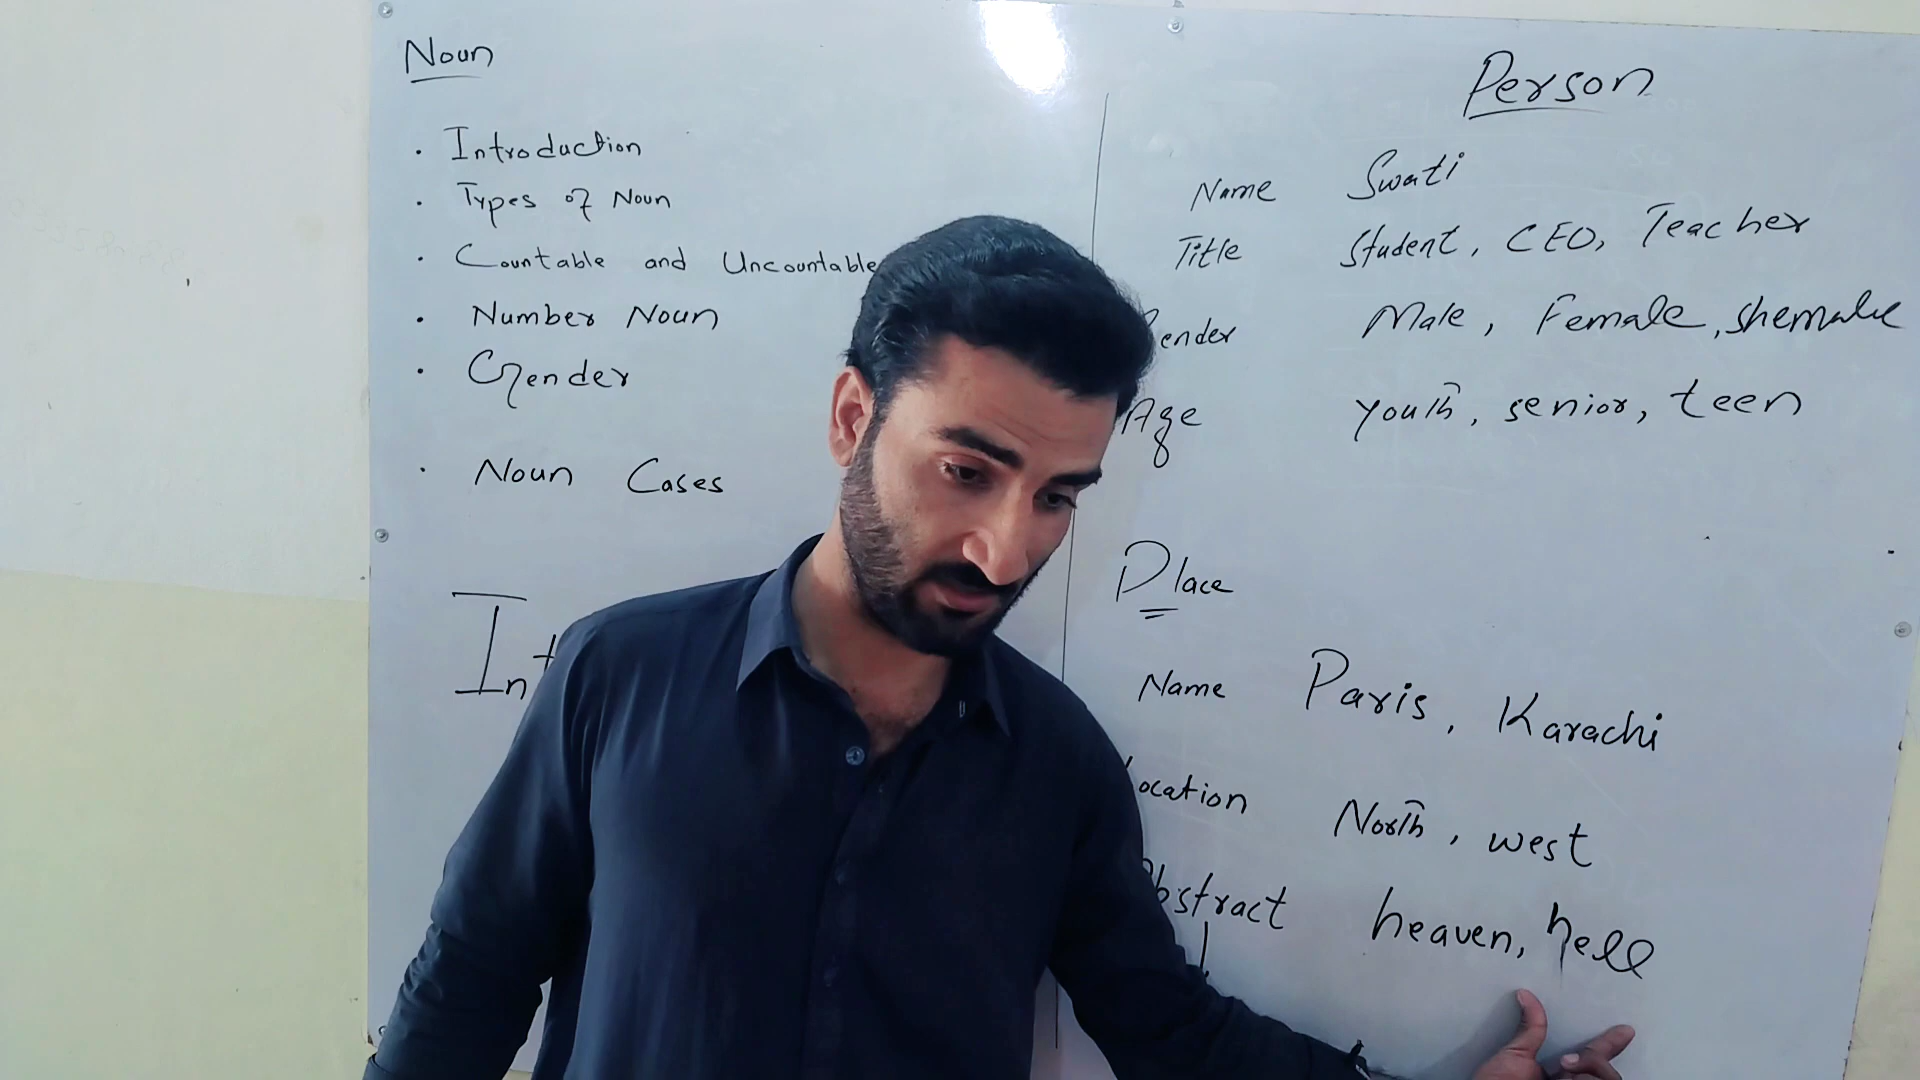 Noun
· Introduction
· Types of Noun
· Countable and Uncountable
· Number Noun
· Gender
· Noun Cases
Int
Person
Name Swati
Title Student, CEO, Teacher
ender Male, Female, shemale
Age youth, senior, teen
Place
Name Paris, Karachi
ocation North, west
bstract heaven, hell